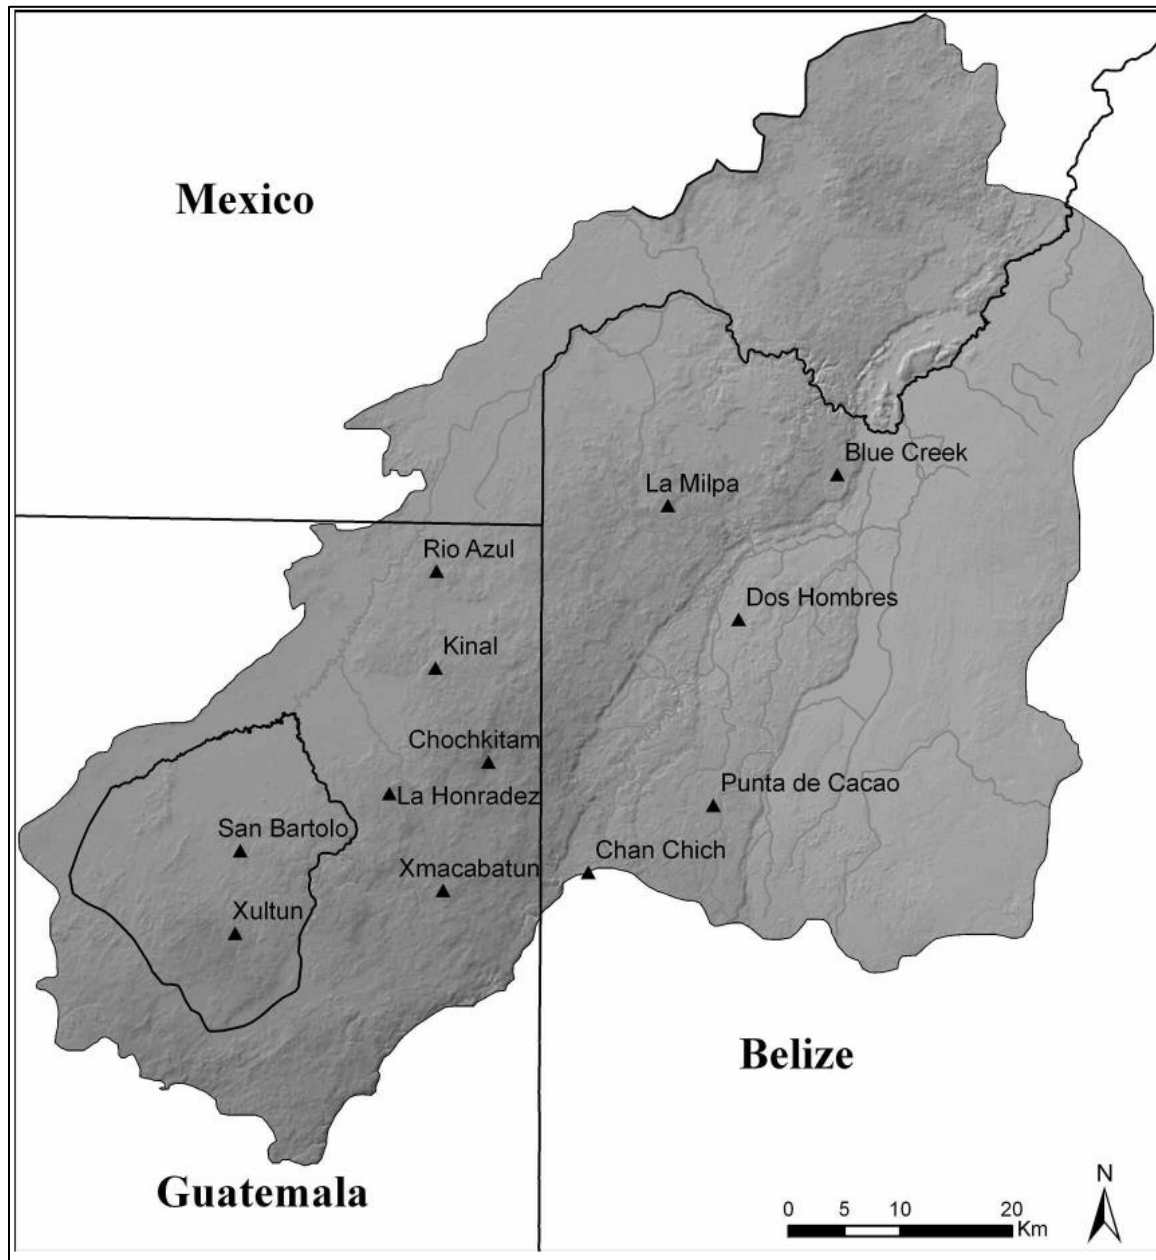 Mexico
Blue Creek
La Milpa
Rio Azul
Dos Hombres
Kinal
Chochkitam
Punta de Cacao
La Honradez
San Bartolo
Chan Chich
Xmacabatun
Xultun
Belize
N
Guatemala
0 5 10 20
Km